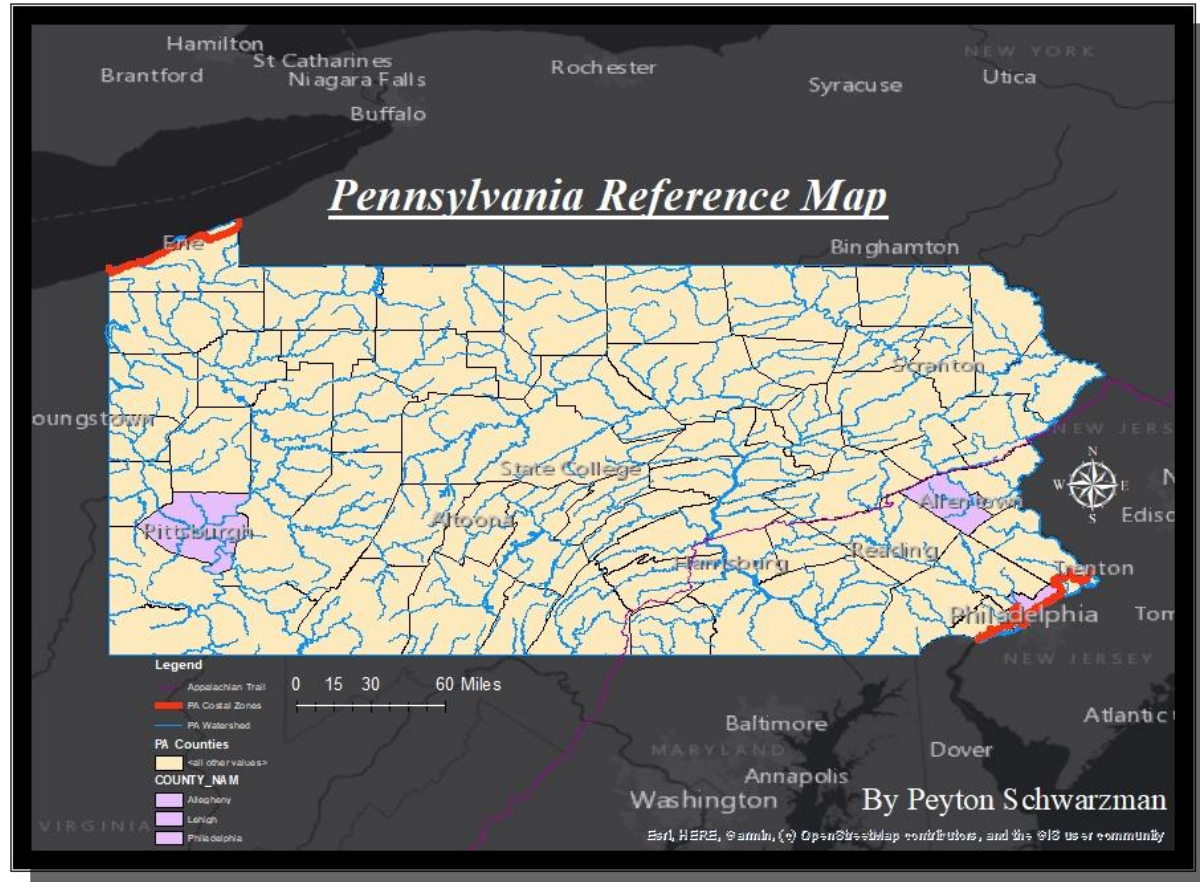 Hamilton
St Catharines
Brantford
Niagara Falls
Rochester
Syracuse
NEW YORK
Utica
Buffalo
Pennsylvania Reference Map
Erie
Binghamton
Scranton
oungstown
NEW JERS
State College
N
W E
S
N
Allentown
Edisc
Pittsburgh
Altoona
Harrisburg
Reading
Trenton
Philadelphia
Tom
NEW JERSEY
Legend
Appalachian Trail
PA Costal Zones
PA Watershed
PA Counties
<all other values>
COUNTY_NAM
Allegheny
Lehigh
Philadelphia
0 15 30 60 Miles
Baltimore
Atlantic
MARYLAND
Dover
Annapolis
Washington
VIRGINIA
By Peyton Schwarzman
Esri, HERE, Garmin, (c) OpenStreetMap contributors, and the GIS user community